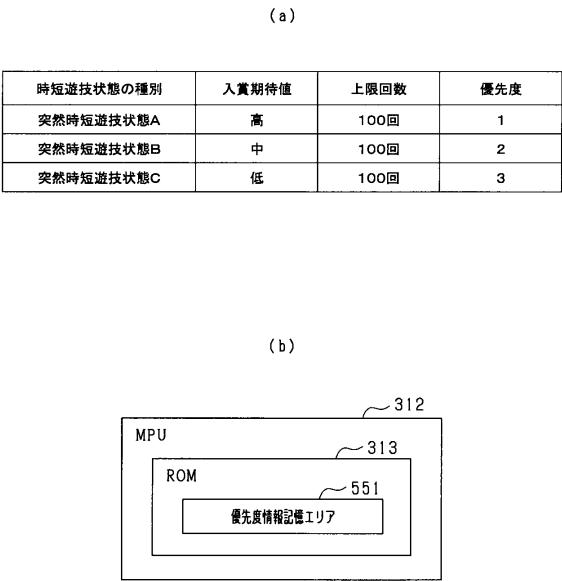 (a)
時短遊技状態の種別 入賞期待値 上限回数 優先度
突然時短遊技状態A 高 100回 1
突然時短遊技状態B 中 100回 2
突然時短遊技状態C 低 100回 3
(b)
312
MPU
313
ROM
551
優先度情報記憶エリア